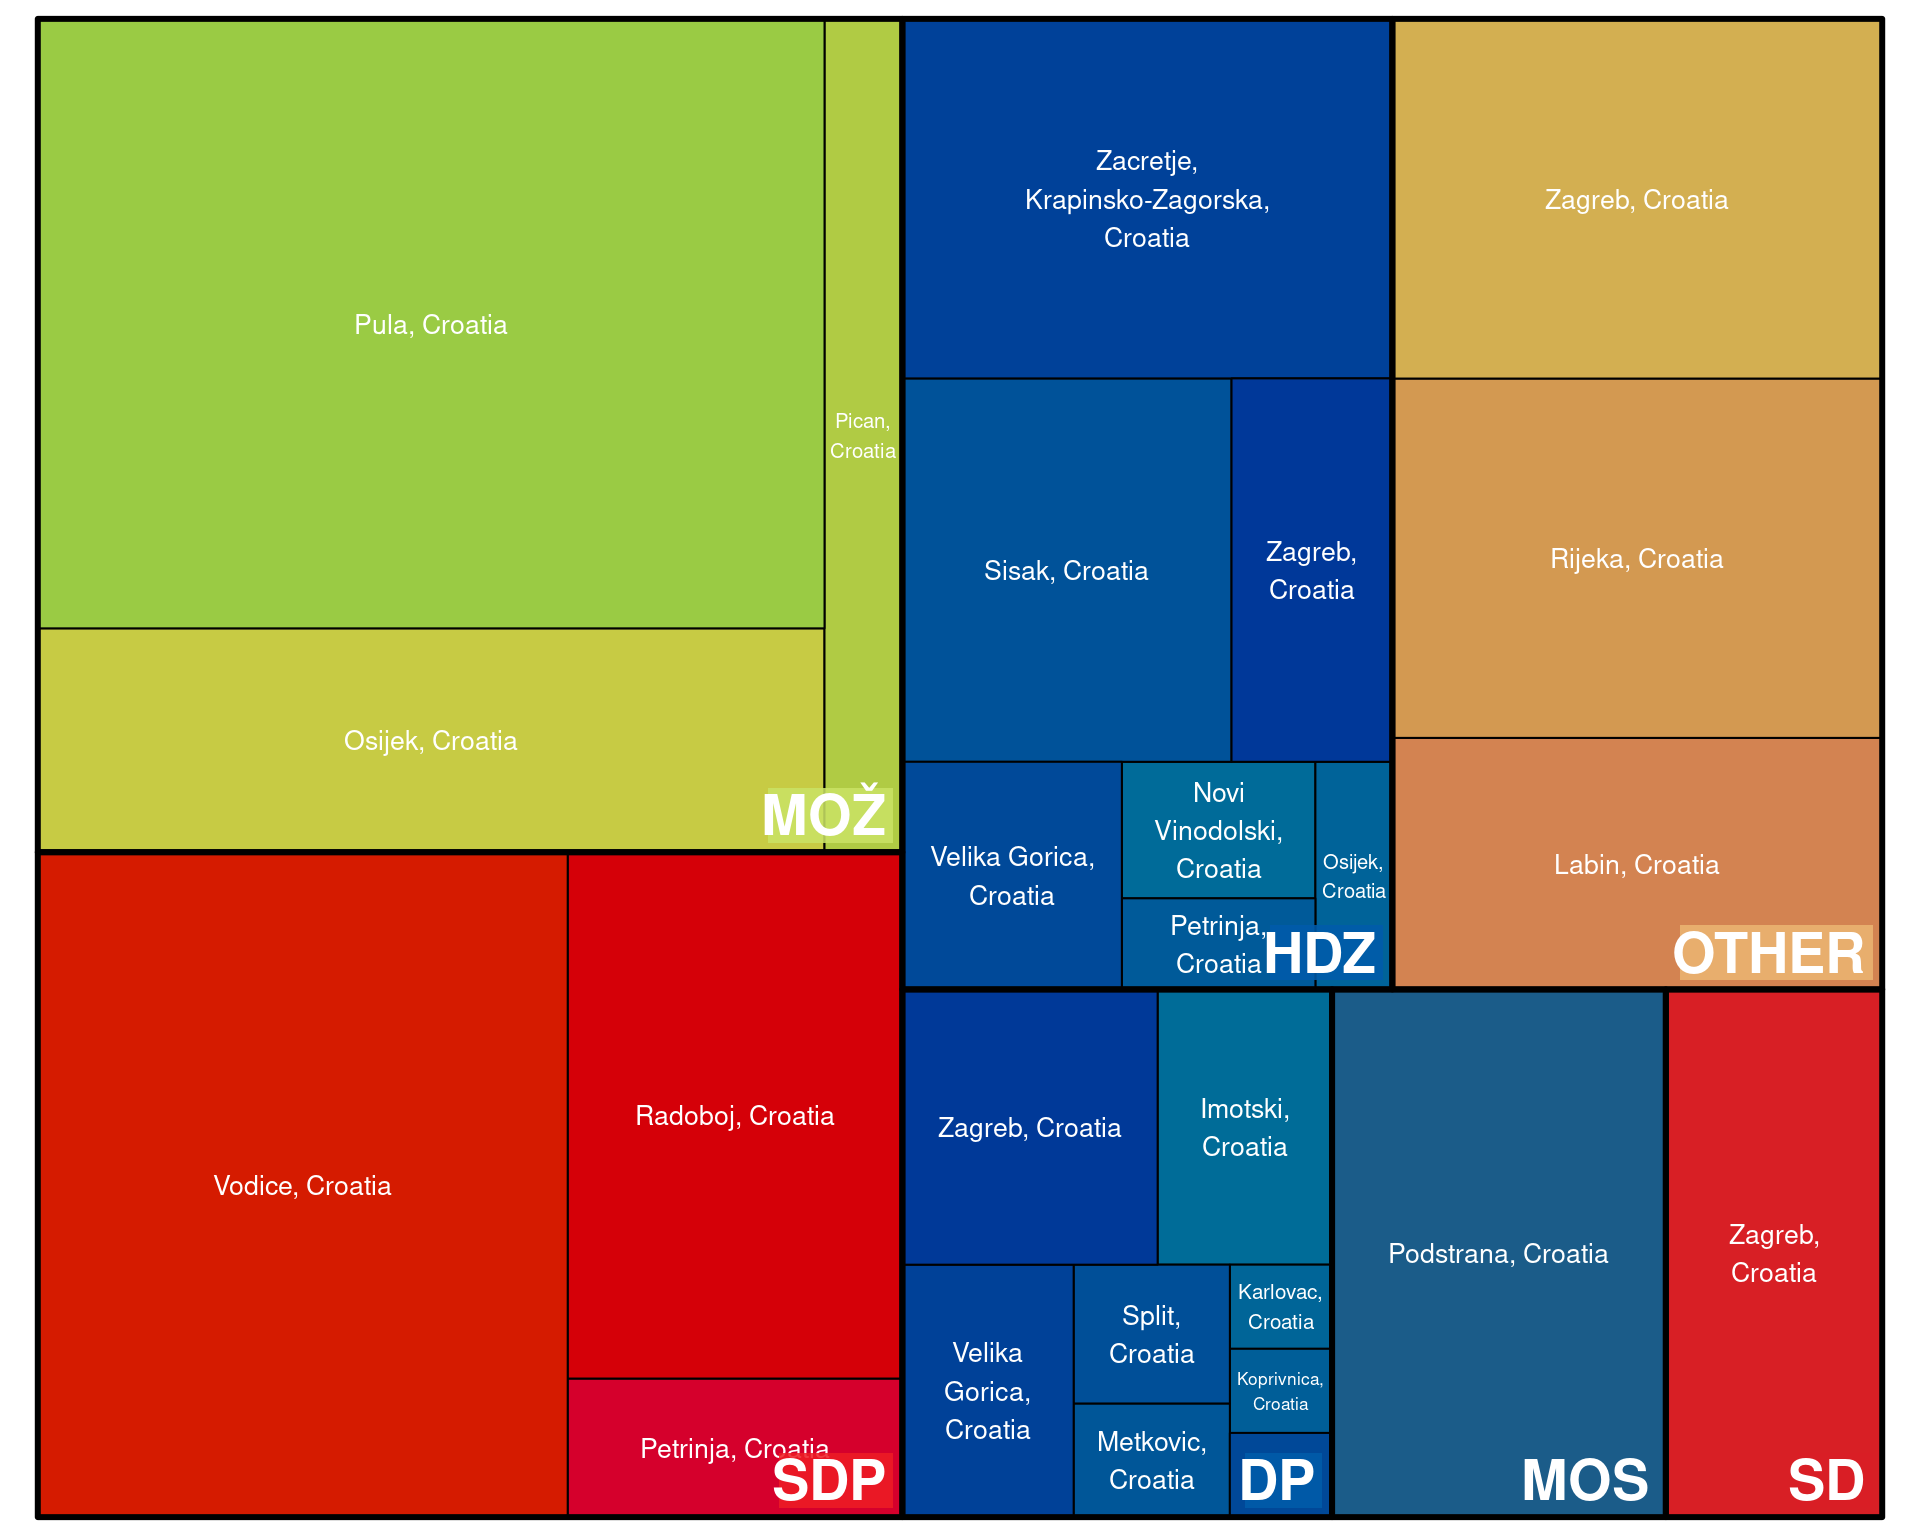 Pula, Croatia
Pican,
Croatia
Osijek, Croatia
MOŽ
Vodice, Croatia
Radoboj, Croatia
Petrinja, Croatia
SDP
Zacretje,
Krapinsko-Zagorska,
Croatia
Sisak, Croatia
Zagreb,
Croatia
Velika Gorica,
Croatia
Novi
Vinodolski,
Croatia
Petrinja,
Croatia
Osijek,
Croatia
HDZ
Zagreb, Croatia
Rijeka, Croatia
Labin, Croatia
OTHER
Zagreb, Croatia
Imotski,
Croatia
Velika
Gorica,
Croatia
Split,
Croatia
Metkovic,
Croatia
Karlovac,
Croatia
Koprivnica,
Croatia
DP
Podstrana, Croatia
MOS
Zagreb,
Croatia
SD